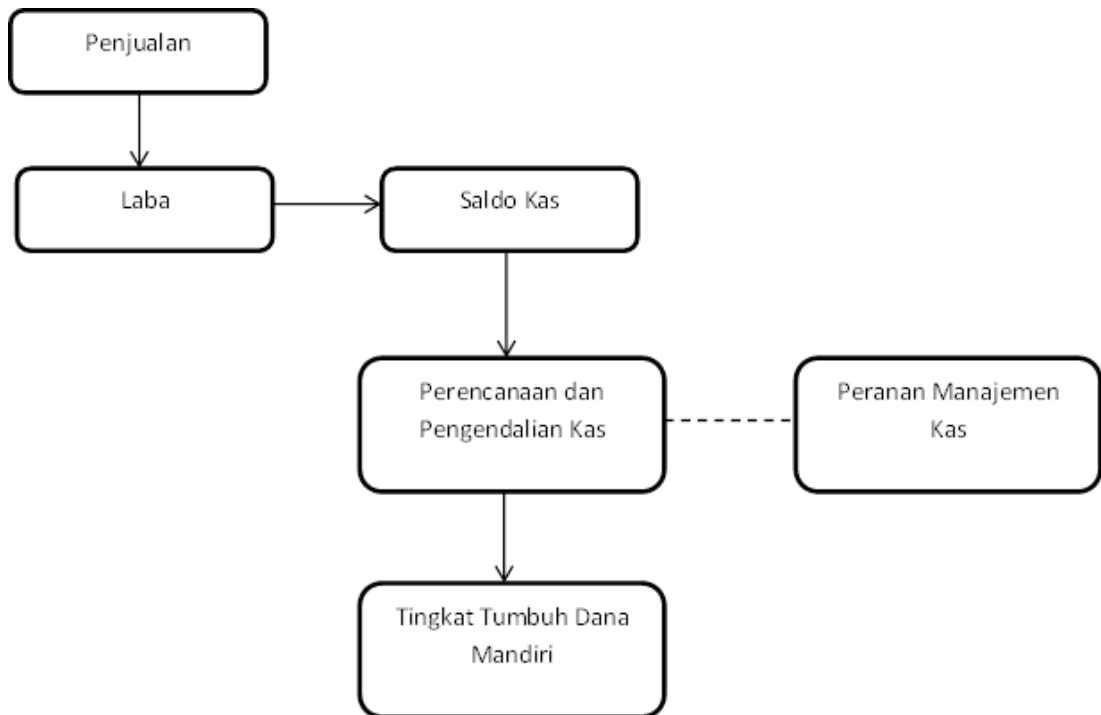 Penjualan
Laba
Saldo Kas
Perencanaan dan
Pengendalian Kas
Peranan Manajemen
Kas
Tingkat Tumbuh Dana
Mandiri